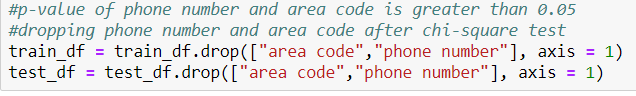 #p-value of phone number and area code is greater than 0.05
#dropping phone number and area code after chi-square test
train_df = train_df.drop(["area code","phone number"], axis = 1)
test_df = test_df.drop(["area code","phone number"], axis = 1)